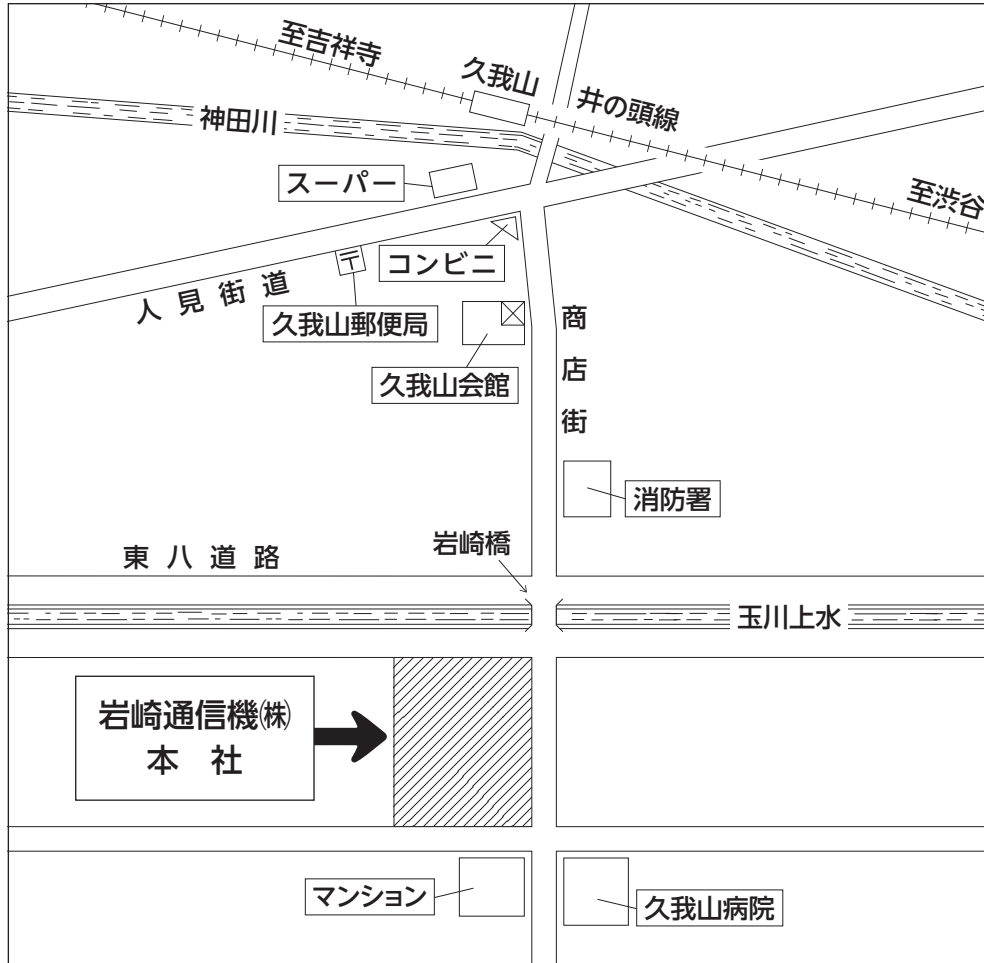 至吉祥寺
久我山
井の頭線
神田川
スーパー
至渋谷
コンビニ
〒
人見街道
久我山郵便局
商店街
久我山会館
消防署
岩崎橋
東八道路
玉川上水
岩崎通信機㈱
本社
マンション
久我山病院